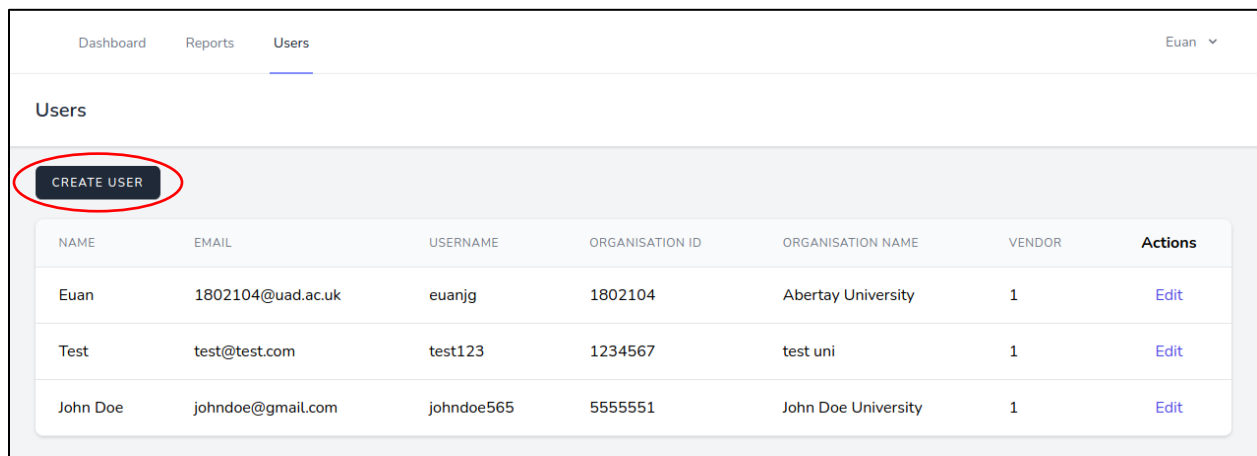 Dashboard Reports Users Euan
Users
CREATE USER
NAME EMAIL USERNAME ORGANISATION ID ORGANISATION NAME VENDOR Actions
Euan 1802104@uad.ac.uk euanjg 1802104 Abertay University 1 Edit
Test test@test.com test123 1234567 test uni 1 Edit
John Doe johndoe@gmail.com johndoe565 5555551 John Doe University 1 Edit